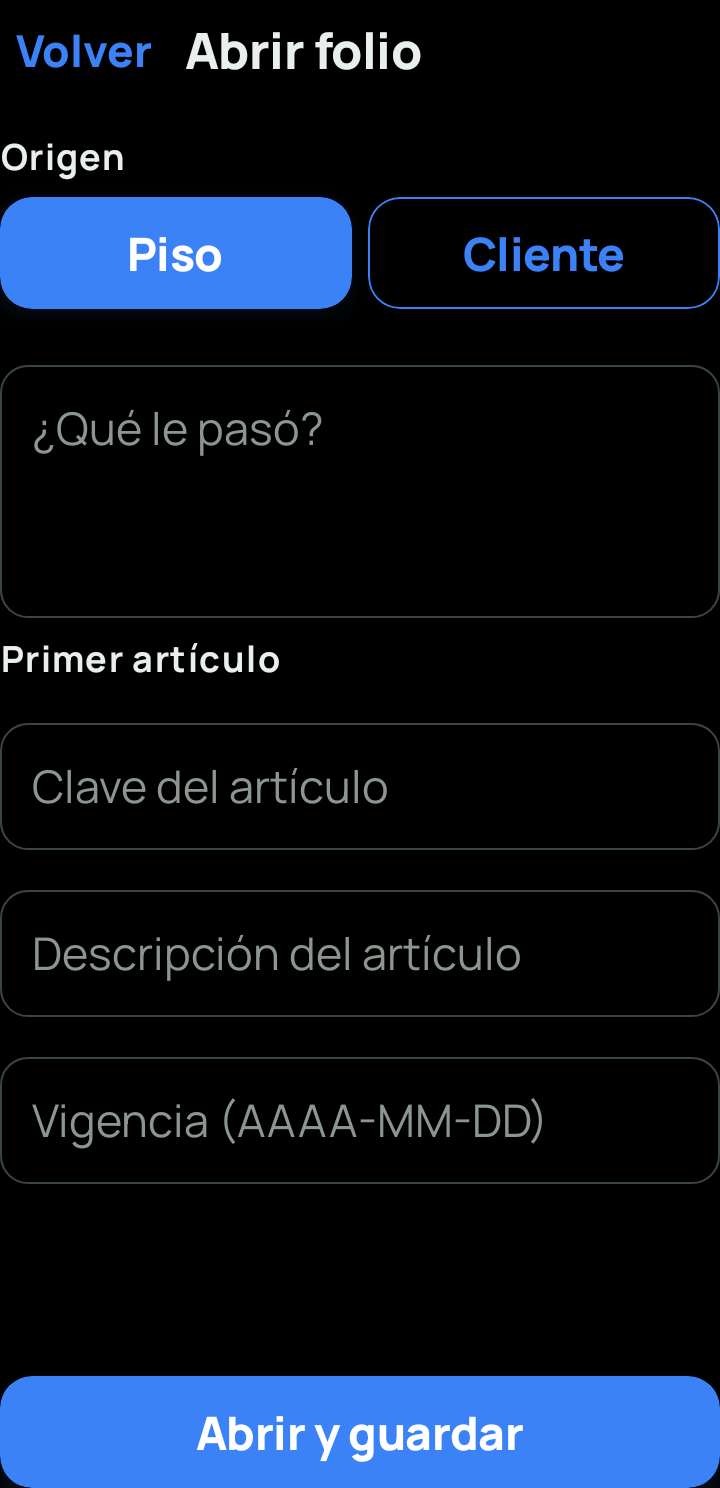 Volver Abrir folio
Origen
Piso Cliente
¿Qué le pasó?
Primer artículo
Clave del artículo
Descripción del artículo
Vigencia (AAAA-MM-DD)
Abrir y guardar